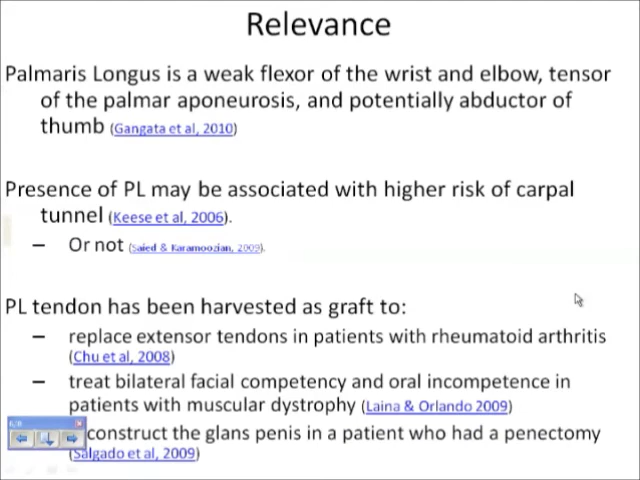 Relevance
Palmaris Longus is a weak flexor of the wrist and elbow, tensor
of the palmar aponeurosis, and potentially abductor of
thumb (Gangata et al, 2010)
Presence of PL may be associated with higher risk of carpal
tunnel (Keese et al, 2006).
– Or not (Saied & Karamoozian, 2009).
PL tendon has been harvested as graft to:
– replace extensor tendons in patients with rheumatoid arthritis
(Chu et al, 2008)
– treat bilateral facial competency and oral incompetence in
patients with muscular dystrophy (Laina & Orlando 2009)
construct the glans penis in a patient who had a penectomy
(Salgado et al, 2009)